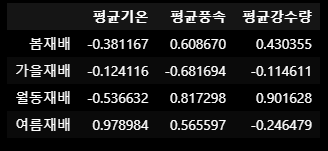 평균기온 평균풍속 평균강수량
봄재배 -0.381167 0.608670 0.430355
가을재배 -0.124116 -0.681694 -0.114611
월동재배 -0.536632 0.817298 0.901628
여름재배 0.978984 0.565597 -0.246479